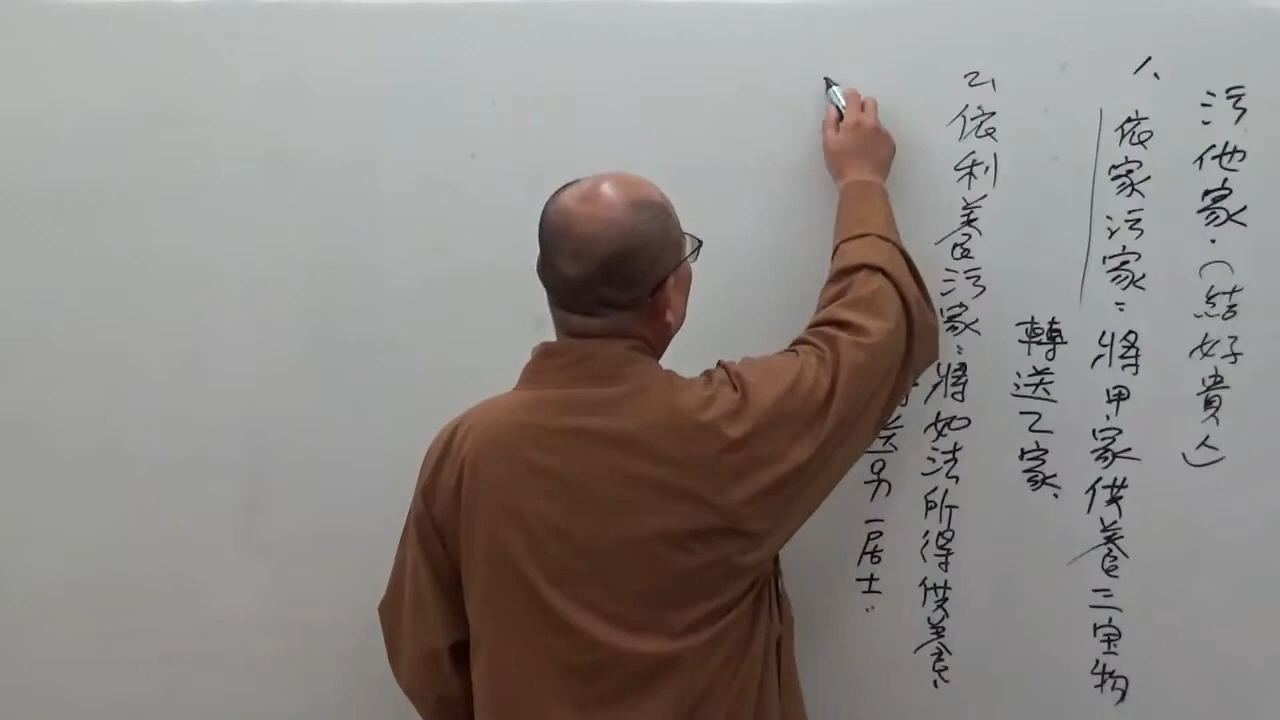 污他家.（結好貴人）
1、依家污家：將甲家供養三宝物
轉送乙家、
2、依利養污家：將如法所得供養、
送另一居士.